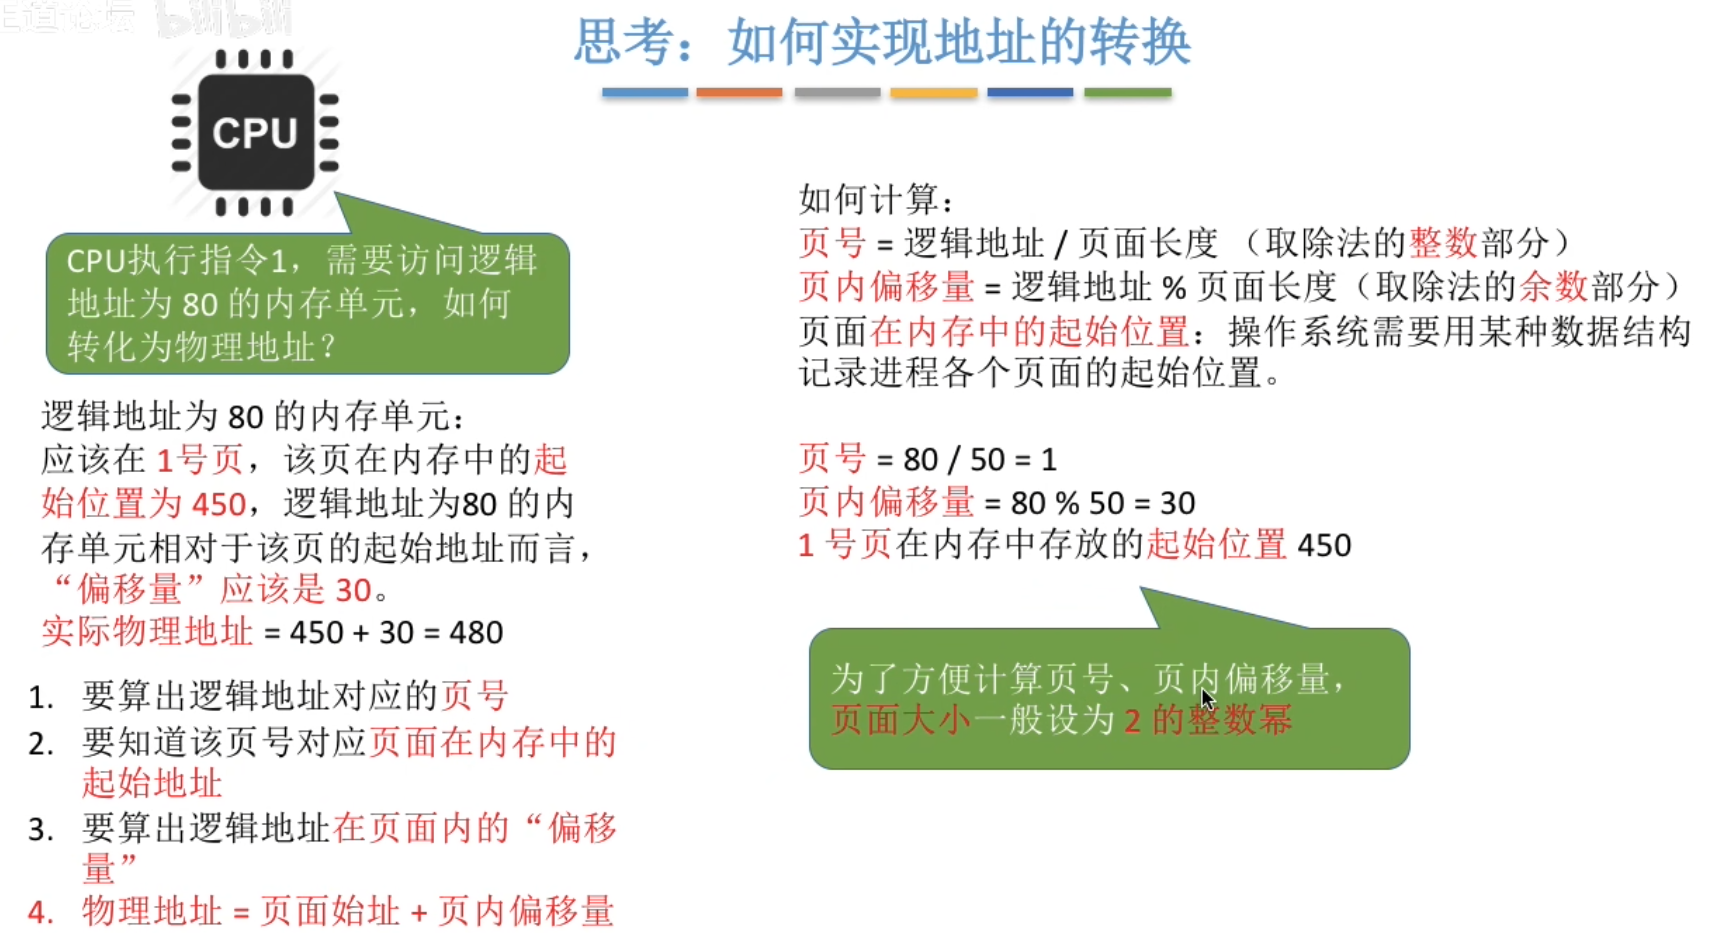 王道论坛 bilibili
思考：如何实现地址的转换
CPU
CPU执行指令1，需要访问逻辑
地址为 80 的内存单元，如何
转化为物理地址？
逻辑地址为 80 的内存单元：
应该在 1号页，该页在内存中的起
始位置为 450，逻辑地址为80 的内
存单元相对于该页的起始地址而言，
“偏移量”应该是 30。
实际物理地址 = 450 + 30 = 480
1. 要算出逻辑地址对应的页号
2. 要知道该页号对应页面在内存中的
起始地址
3. 要算出逻辑地址在页面内的“偏移
量”
4. 物理地址 = 页面始址 + 页内偏移量
如何计算：
页号 = 逻辑地址 / 页面长度 （取除法的整数部分）
页内偏移量 = 逻辑地址 % 页面长度（取除法的余数部分）
页面在内存中的起始位置：操作系统需要用某种数据结构
记录进程各个页面的起始位置。
页号 = 80 / 50 = 1
页内偏移量 = 80 % 50 = 30
1 号页在内存中存放的起始位置 450
为了方便计算页号、页内偏移量，
页面大小一般设为 2 的整数幂